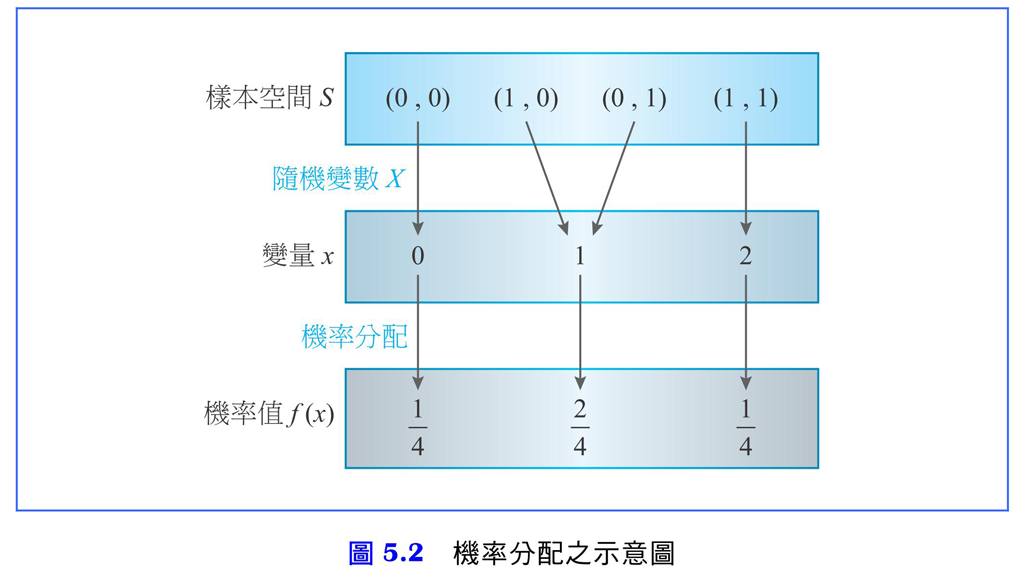 樣本空間 S (0 , 0) (1 , 0) (0 , 1) (1 , 1)
隨機變數 X
變量 x 0 1 2
機率分配
機率值 f (x) 1/4 2/4 1/4
圖 5.2 機率分配之示意圖